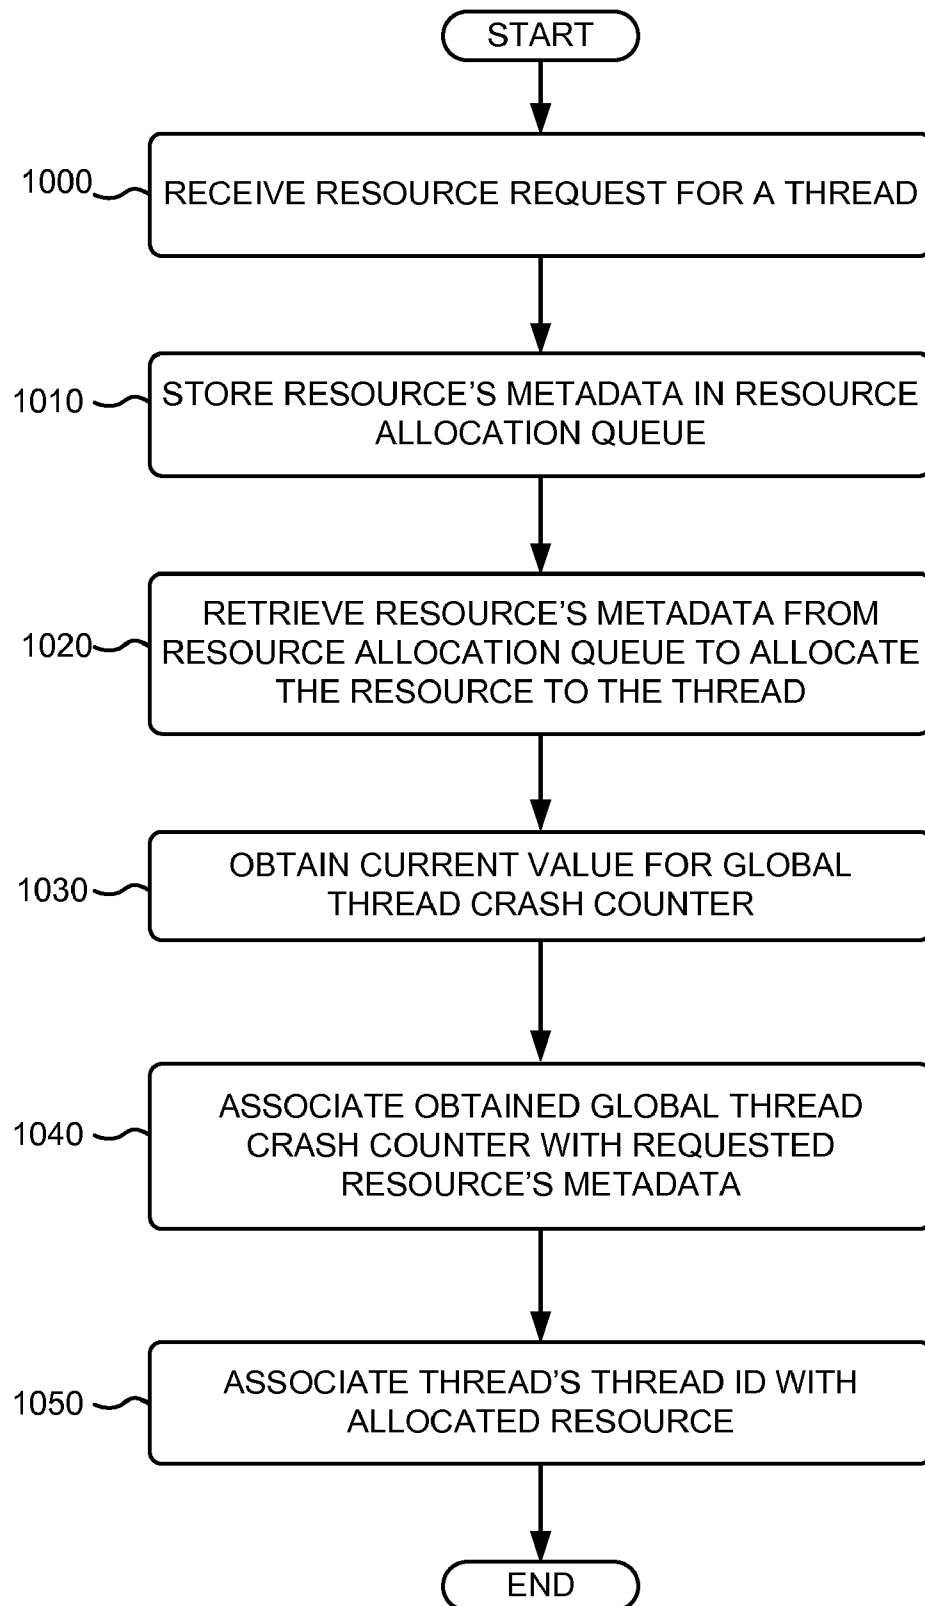 START
1000
RECEIVE RESOURCE REQUEST FOR A THREAD
1010
STORE RESOURCE'S METADATA IN RESOURCE
ALLOCATION QUEUE
1020
RETRIEVE RESOURCE'S METADATA FROM
RESOURCE ALLOCATION QUEUE TO ALLOCATE
THE RESOURCE TO THE THREAD
1030
OBTAIN CURRENT VALUE FOR GLOBAL
THREAD CRASH COUNTER
1040
ASSOCIATE OBTAINED GLOBAL THREAD
CRASH COUNTER WITH REQUESTED
RESOURCE'S METADATA
1050
ASSOCIATE THREAD'S THREAD ID WITH
ALLOCATED RESOURCE
END